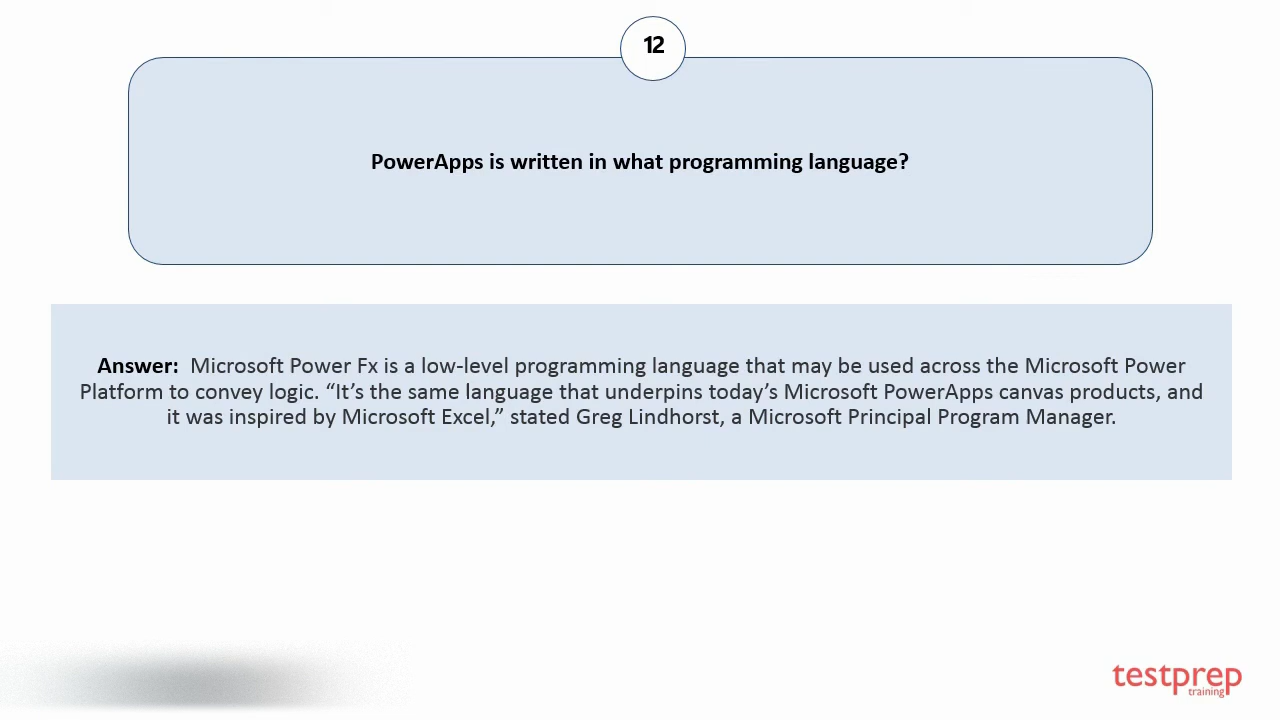 12
PowerApps is written in what programming language?
Answer: Microsoft Power Fx is a low-level programming language that may be used across the Microsoft Power
Platform to convey logic. “It’s the same language that underpins today’s Microsoft PowerApps canvas products, and
it was inspired by Microsoft Excel,” stated Greg Lindhorst, a Microsoft Principal Program Manager.
testprep
training